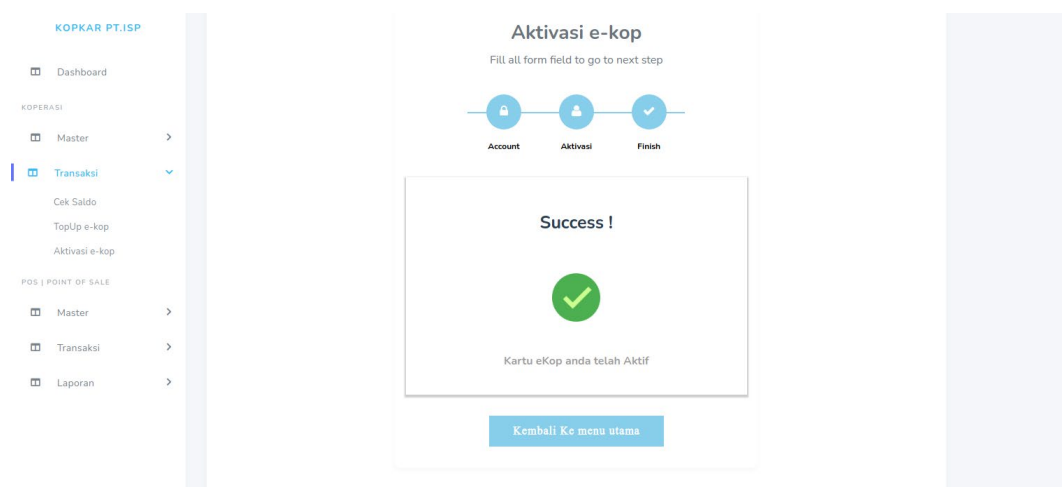 KOPKAR PT.ISP
Dashboard
KOPERASI
Master
Transaksi
Cek Saldo
TopUp e-kop
Aktivasi e-kop
POS | POINT OF SALE
Master
Transaksi
Laporan
Aktivasi e-kop
Fill all form field to go to next step
Account Aktivasi Finish
Success !
Kartu eKop anda telah Aktif
Kembali Ke menu utama